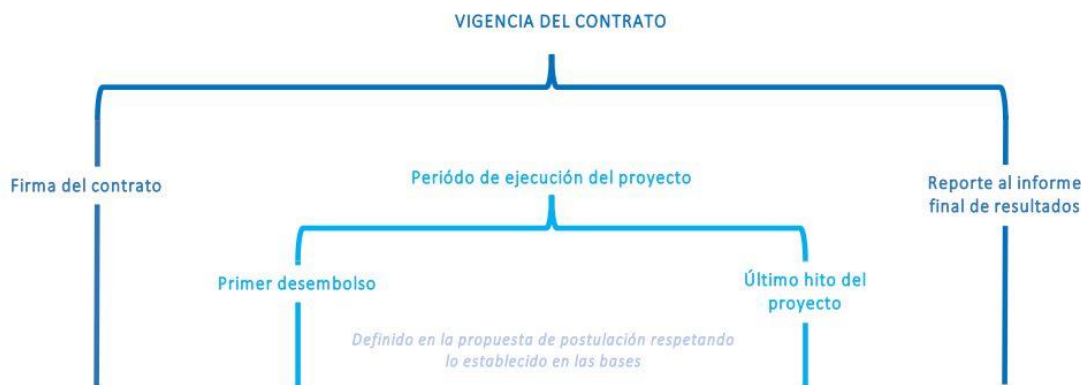 VIGENCIA DEL CONTRATO
Firma del contrato
Periódo de ejecución del proyecto
Reporte al informe
final de resultados
Primer desembolso
Último hito del
proyecto
Definido en la propuesta de postulación respetando
lo establecido en las bases